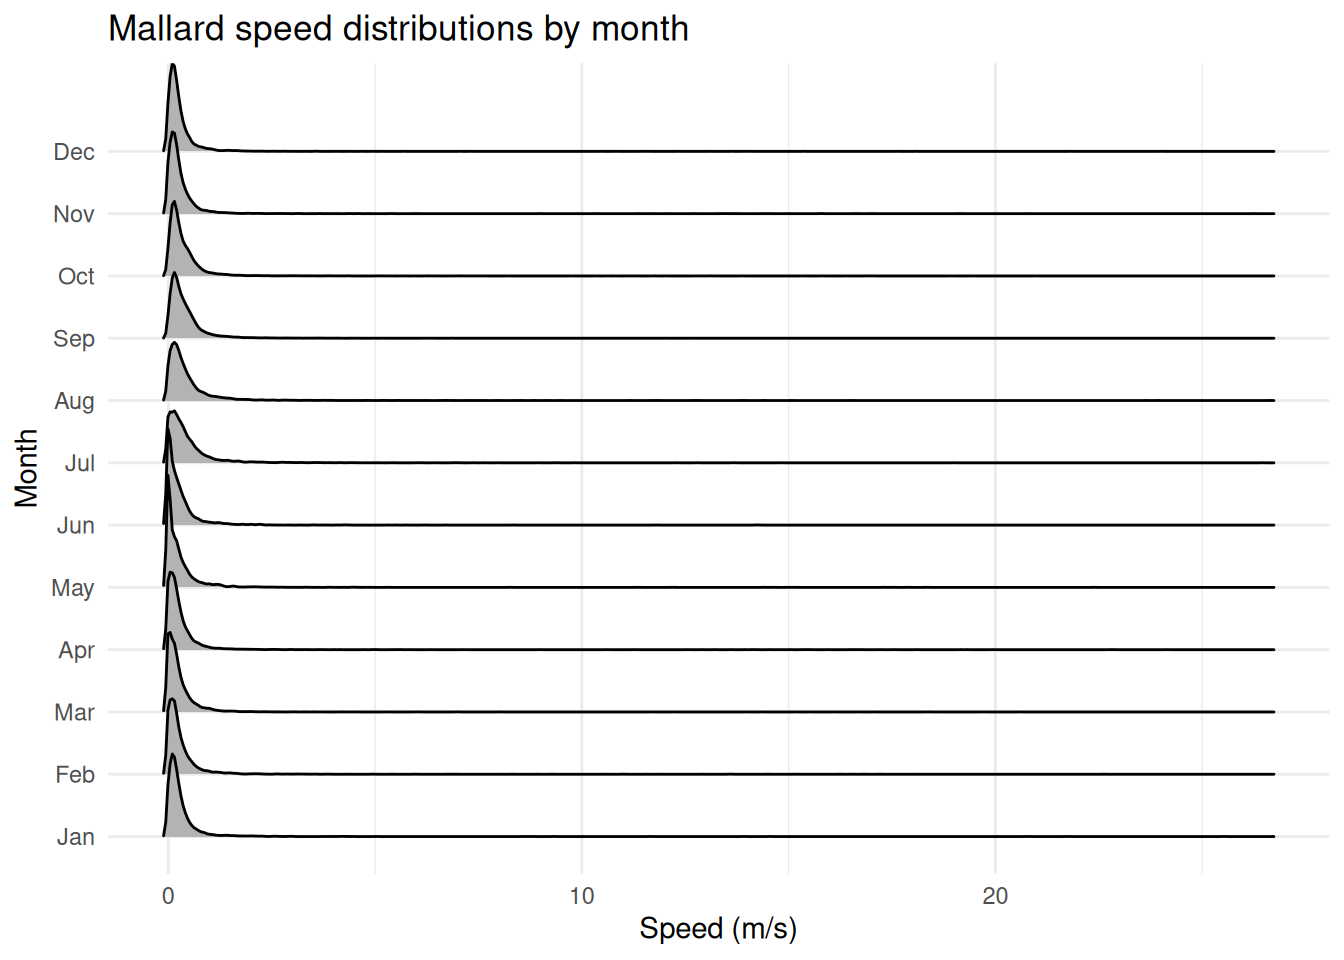 Mallard speed distributions by month
Dec
Nov
Oct
Sep
Aug
Jul
Jun
May
Apr
Mar
Feb
Jan
Month
0 10 20
Speed (m/s)